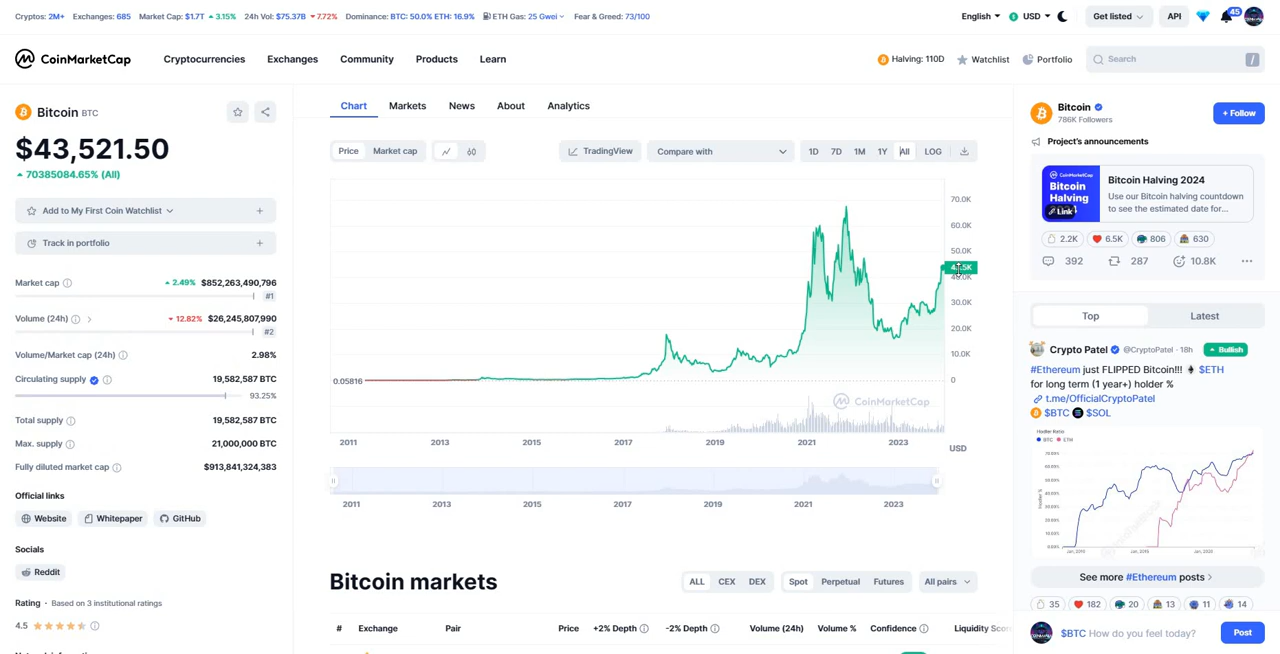 Cryptos: 2M+ Exchanges: 685 Market Cap: $1.7T 3.15% 24h Vol: $75.37B 7.72% Dominance: BTC: 50.0% ETH: 16.9% ETH Gas: 25 Gwei Fear & Greed: 73/100
English USD Get listed API 45
CoinMarketCap Cryptocurrencies Exchanges Community Products Learn
Halving: 110D Watchlist Portfolio Search /
Bitcoin BTC
$43,521.50
70385084.65% (All)
Add to My First Coin Watchlist +
Track in portfolio +
Market cap 2.49% $852,263,490,796
#1
Volume (24h) 12.82% $26,245,807,990
#2
Volume/Market cap (24h) 2.98%
Circulating supply 19,582,587 BTC
93.25%
Total supply 19,582,587 BTC
Max. supply 21,000,000 BTC
Fully diluted market cap $913,841,324,383
Official links
Website Whitepaper GitHub
Socials
Reddit
Rating · Based on 3 institutional ratings
4.5
Chart Markets News About Analytics
Price Market cap TradingView Compare with 1D 7D 1M 1Y All LOG
70.0K
60.0K
50.0K
40.0K
30.0K
20.0K
10.0K
0.05816 0
CoinMarketCap
2011 2013 2015 2017 2019 2021 2023
USD
2011 2013 2015 2017 2019 2021 2023
Bitcoin markets
ALL CEX DEX Spot Perpetual Futures All pairs
# Exchange Pair Price +2% Depth -2% Depth Volume (24h) Volume % Confidence Liquidity Scor
Bitcoin
786K Followers
+ Follow
Project's announcements
CoinMarketCap
Bitcoin
Halving
Link
Bitcoin Halving 2024
Use our Bitcoin halving countdown
to see the estimated date for...
2.2K 6.5K 806 630
392 287 10.8K
Top Latest
Crypto Patel @CryptoPatel · 18h Bullish
#Ethereum just FLIPPED Bitcoin!!! $ETH
for long term (1 year+) holder %
t.me/OfficialCryptoPatel
$BTC $SOL
BTC ETH
See more #Ethereum posts
35 182 20 13 11 14
$BTC How do you feel today?
Post